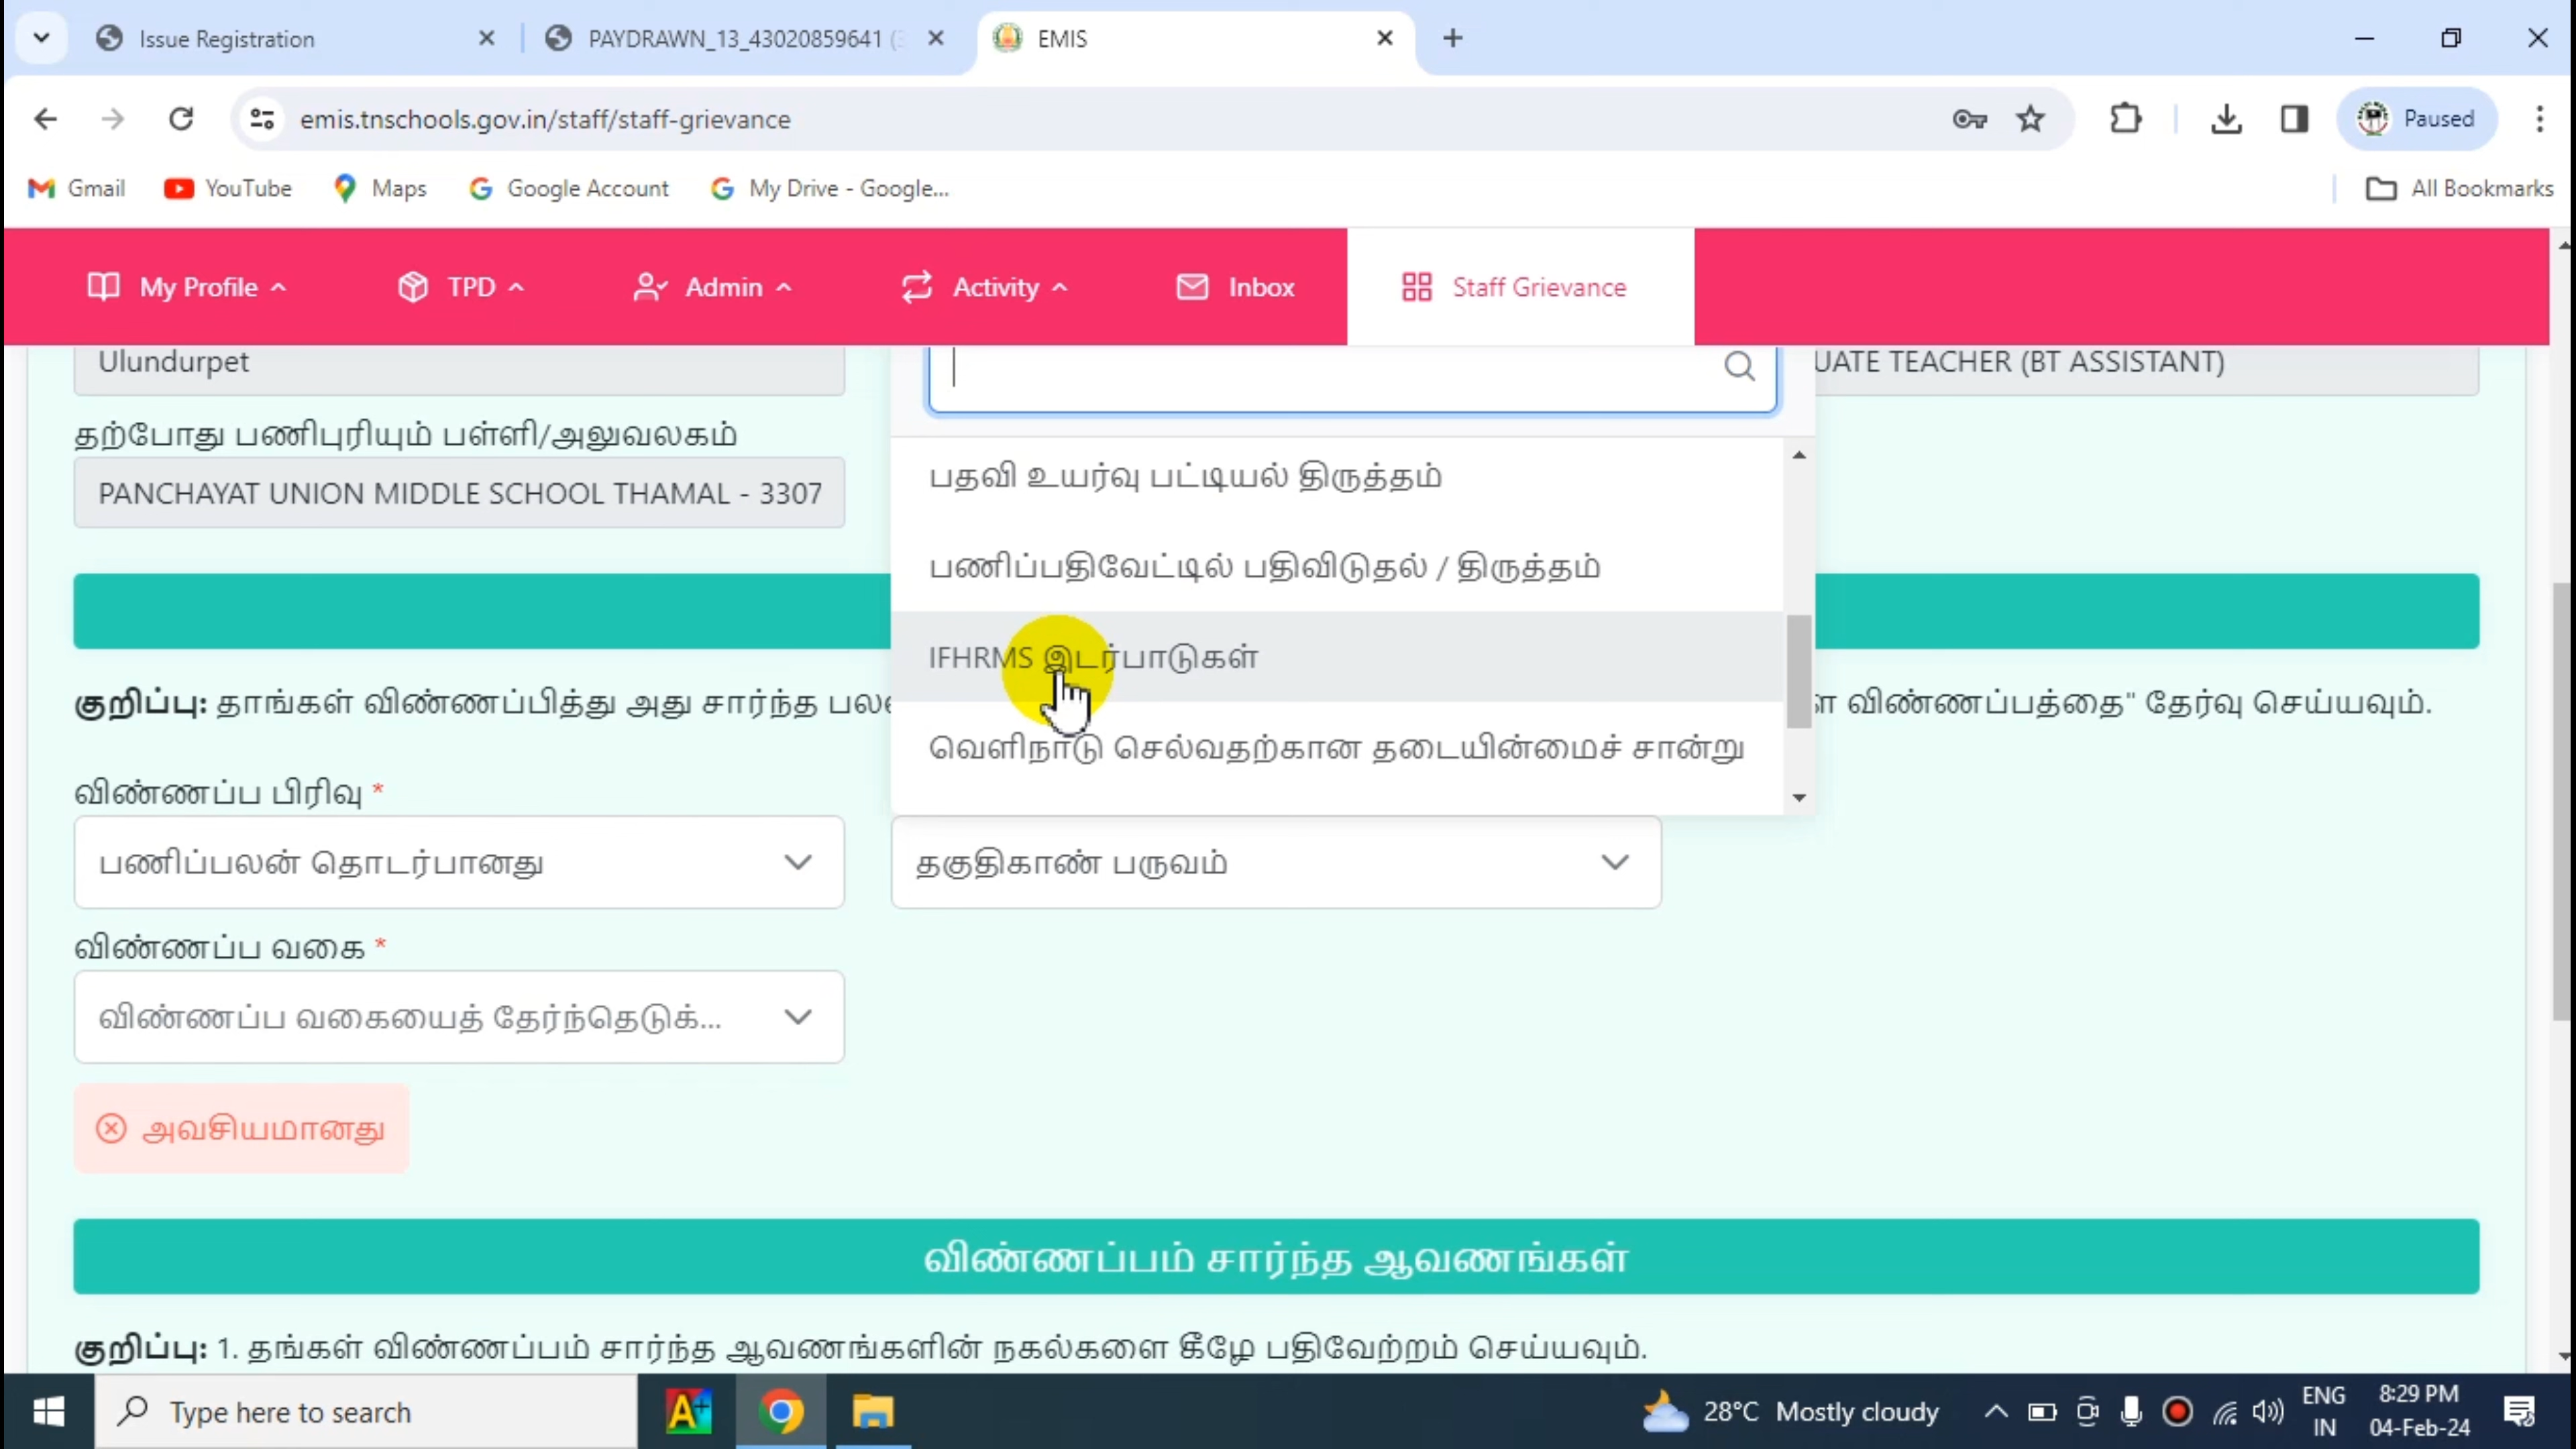 Issue Registration
PAYDRAWN_13_43020859641
EMIS
emis.tnschools.gov.in/staff/staff-grievance
Paused
Gmail
YouTube
Maps
Google Account
My Drive - Google...
All Bookmarks
My Profile
TPD
Admin
Activity
Inbox
Staff Grievance
Ulundurpet
UATE TEACHER (BT ASSISTANT)
தற்போது பணிபுரியும் பள்ளி/அலுவலகம்
PANCHAYAT UNION MIDDLE SCHOOL THAMAL - 3307
பதவி உயர்வு பட்டியல் திருத்தம்
பணிப்பதிவேட்டில் பதிவிடுதல் / திருத்தம்
IFHRMS இடர்பாடுகள்
வெளிநாடு செல்வதற்கான தடையின்மைச் சான்று
குறிப்பு: தாங்கள் விண்ணப்பித்து அது சார்ந்த விண்ணப்பத்தை" தேர்வு செய்யவும்.
விண்ணப்ப பிரிவு *
பணிப்பலன் தொடர்பானது
தகுதிகாண் பருவம்
விண்ணப்ப வகை *
விண்ணப்ப வகையைத் தேர்ந்தெடுக்...
அவசியமானது
விண்ணப்பம் சார்ந்த ஆவணங்கள்
குறிப்பு: 1. தங்கள் விண்ணப்பம் சார்ந்த ஆவணங்களின் நகல்களை கீழே பதிவேற்றம் செய்யவும்.
Type here to search
28°C Mostly cloudy
ENG
IN
8:29 PM
04-Feb-24